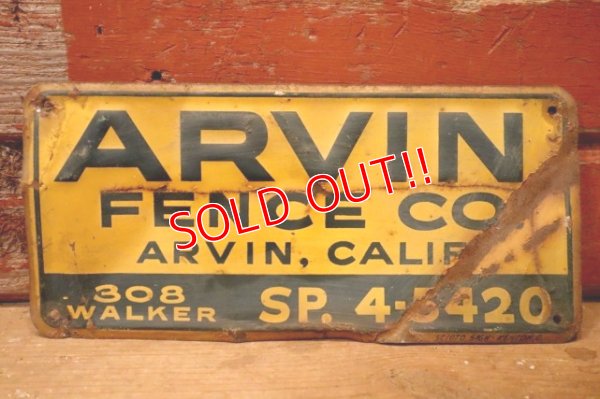 ARVIN
FENCE CO
ARVIN, CALIF.
308
WALKER
SP. 4-5420
SOLD OUT!!